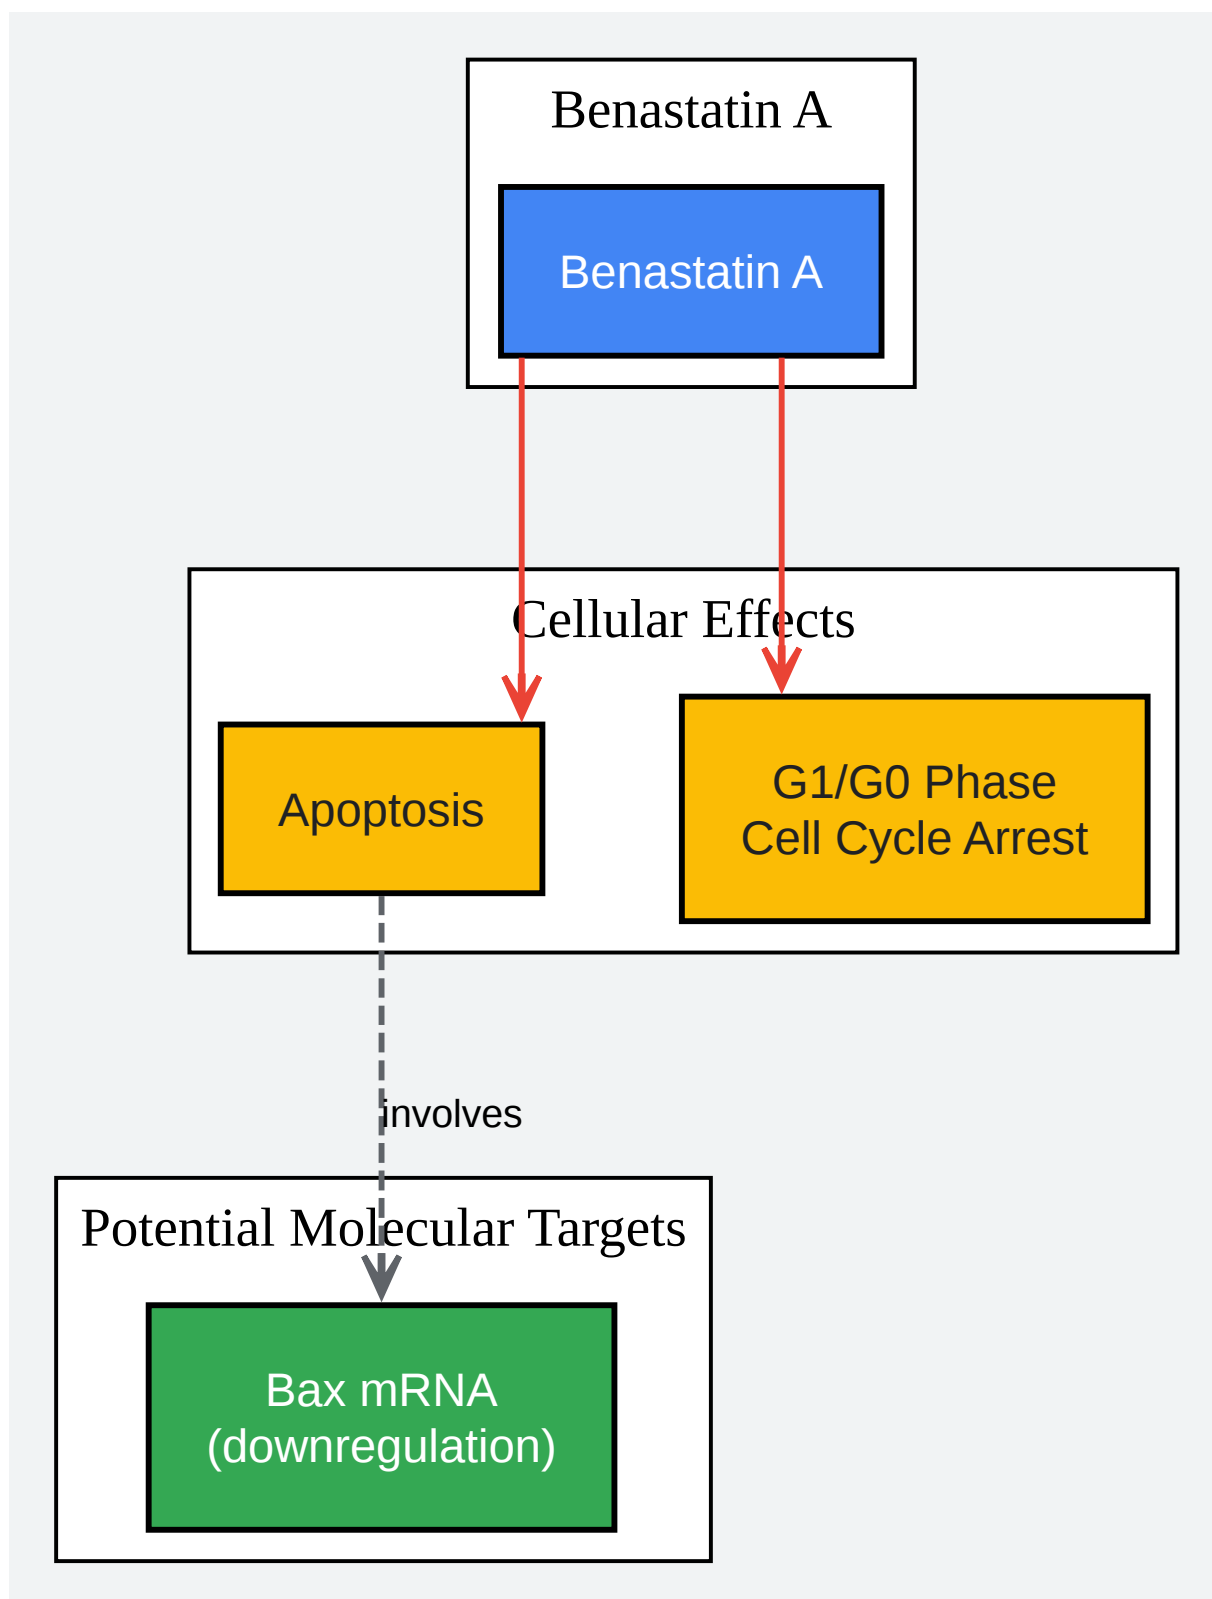 Benastatin A
Benastatin A
Cellular Effects
Apoptosis
G1/G0 Phase
Cell Cycle Arrest
involves
Potential Molecular Targets
Bax mRNA
(downregulation)